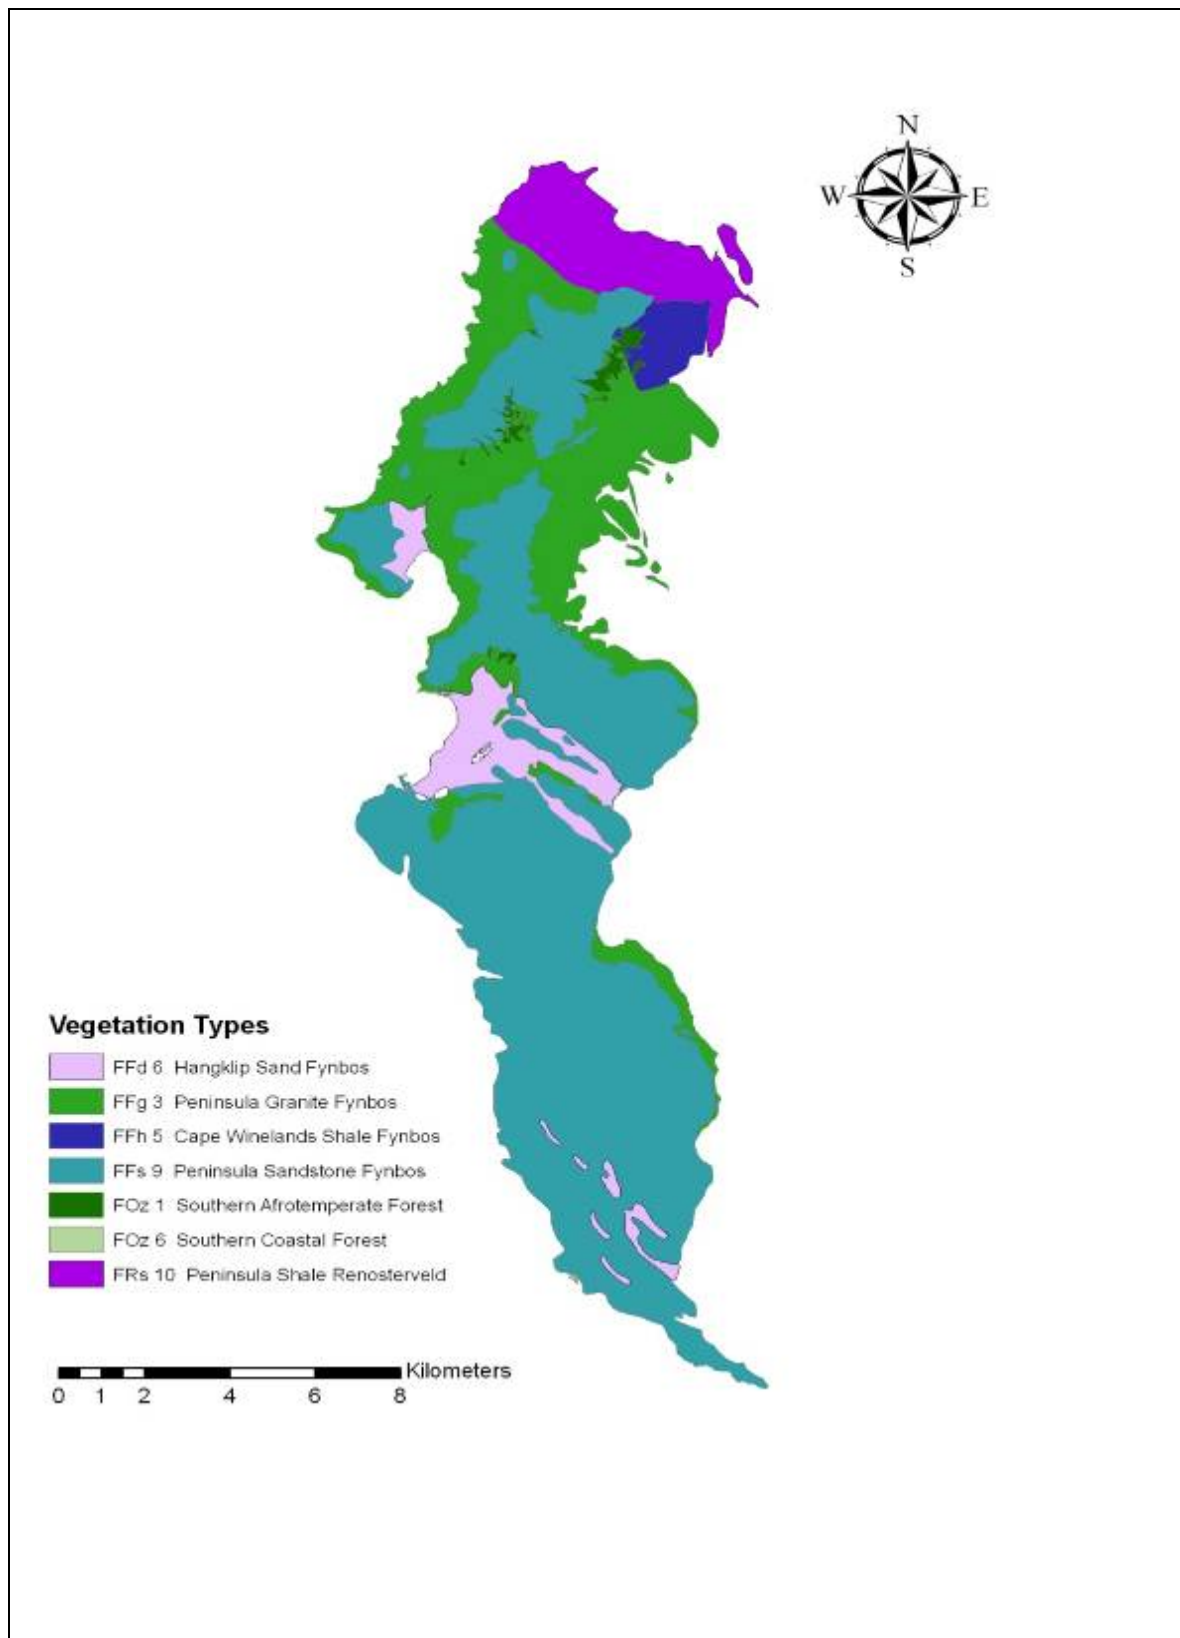 N
W E
S
Vegetation Types
FFd 6 Hangklip Sand Fynbos
FFg 3 Peninsula Granite Fynbos
FFh 5 Cape Winelands Shale Fynbos
FFs 9 Peninsula Sandstone Fynbos
FOz 1 Southern Afrotemperate Forest
FOz 6 Southern Coastal Forest
FRs 10 Peninsula Shale Renosterveld
Kilometers
0 1 2 4 6 8